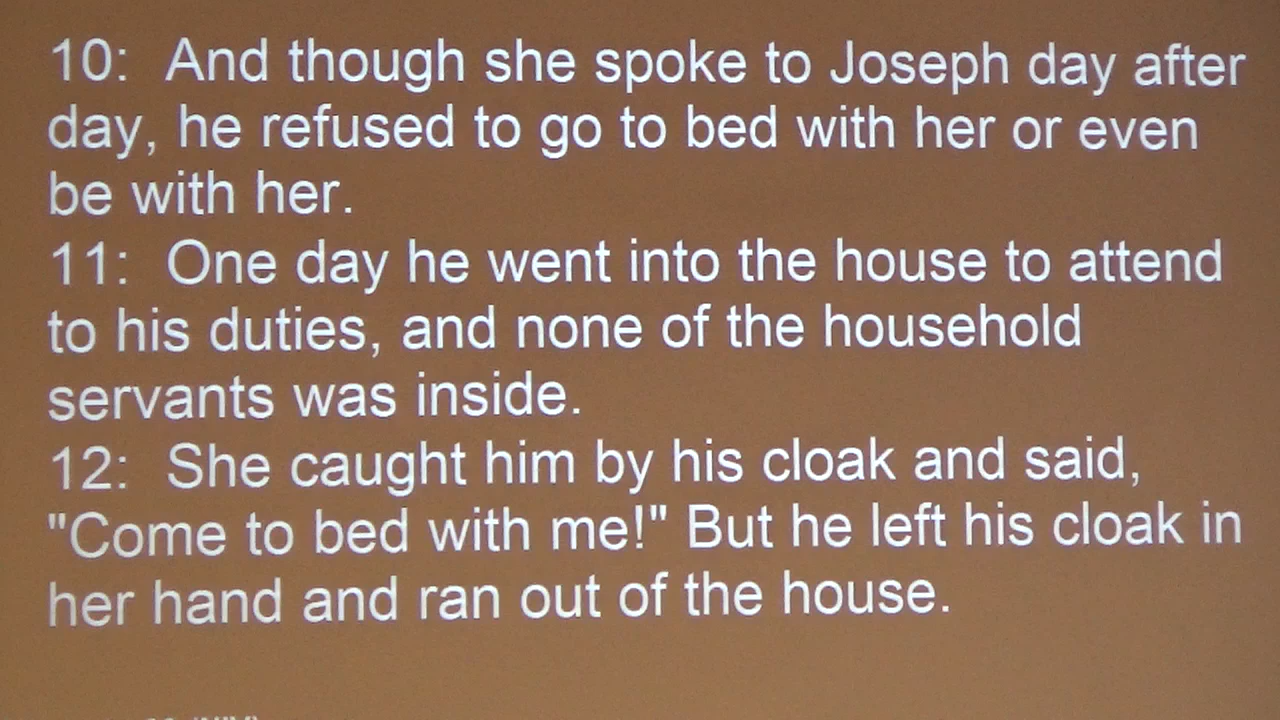 10: And though she spoke to Joseph day after
day, he refused to go to bed with her or even
be with her.
11: One day he went into the house to attend
to his duties, and none of the household
servants was inside.
12: She caught him by his cloak and said,
"Come to bed with me!" But he left his cloak in
her hand and ran out of the house.